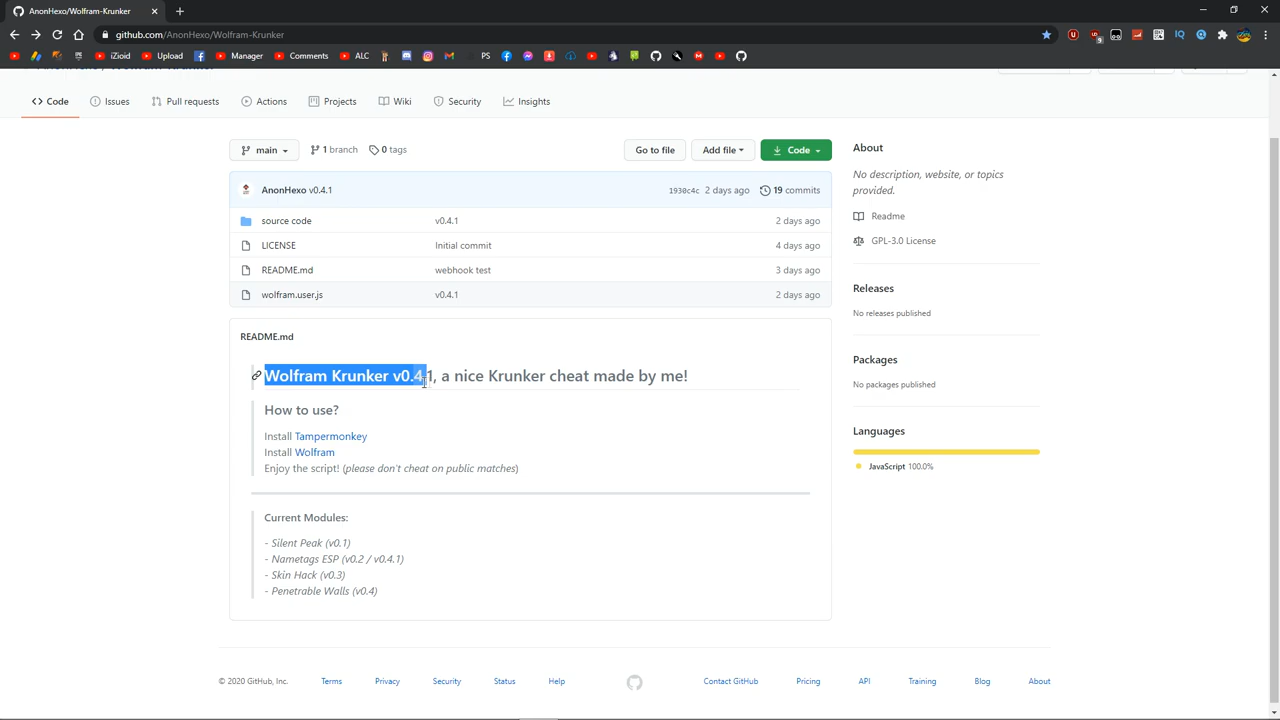 AnonHexo/Wolfram-Krunker
github.com/AnonHexo/Wolfram-Krunker
iZioid Upload Manager Comments ALC PS
<> Code Issues Pull requests Actions Projects Wiki Security Insights
main 1 branch 0 tags Go to file Add file Code
AnonHexo v0.4.1 1930c4c 2 days ago 19 commits
source code v0.4.1 2 days ago
LICENSE Initial commit 4 days ago
README.md webhook test 3 days ago
wolfram.user.js v0.4.1 2 days ago
README.md
Wolfram Krunker v0.4.1, a nice Krunker cheat made by me!
How to use?
Install Tampermonkey
Install Wolfram
Enjoy the script! (please don't cheat on public matches)
Current Modules:
- Silent Peak (v0.1)
- Nametags ESP (v0.2 / v0.4.1)
- Skin Hack (v0.3)
- Penetrable Walls (v0.4)
About
No description, website, or topics
provided.
Readme
GPL-3.0 License
Releases
No releases published
Packages
No packages published
Languages
JavaScript 100.0%
© 2020 GitHub, Inc. Terms Privacy Security Status Help Contact GitHub Pricing API Training Blog About